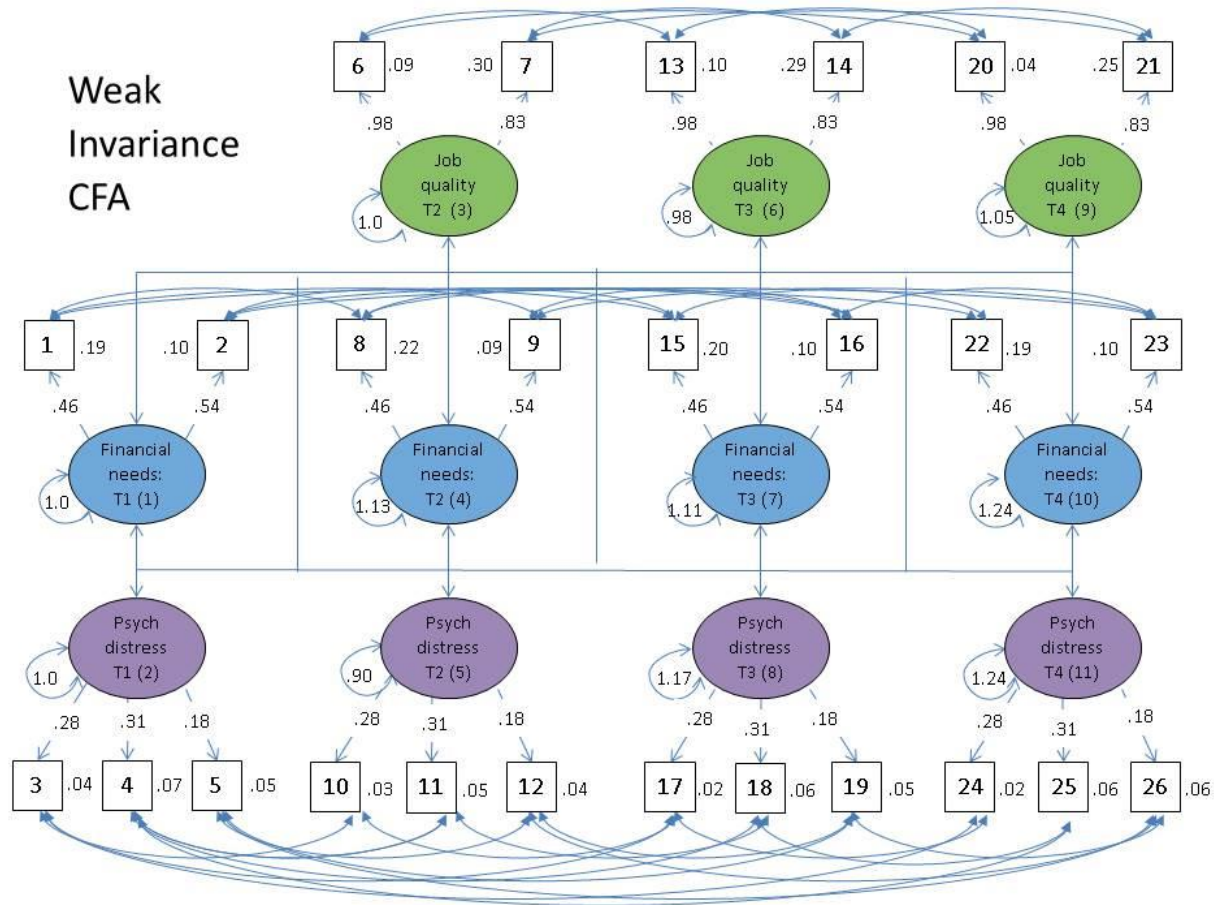 Weak
Invariance
CFA
6 .09 .30 7 13 .10 .29 14 20 .04 .25 21
.98 .83 .98 .83 .98 .83
Job
quality
T2 (3)
1.0
Job
quality
T3 (6)
.98
Job
quality
T4 (9)
1.05
1 .19 .10 2 8 .22 .09 9 15 .20 .10 16 22 .19 .10 23
.46 .54 .46 .54 .46 .54 .46 .54
Financial
needs:
T1 (1)
1.0
Financial
needs:
T2 (4)
1.13
Financial
needs:
T3 (7)
1.11
Financial
needs:
T4 (10)
1.24
Psych
distress
T1 (2)
1.0
Psych
distress
T2 (5)
.90
Psych
distress
T3 (8)
1.17
Psych
distress
T4 (11)
1.24
.28 .31 .18 .28 .31 .18 .28 .31 .18 .28 .31 .18
3 .04 4 .07 5 .05 10 .03 11 .05 12 .04 17 .02 18 .06 19 .05 24 .02 25 .06 26 .06